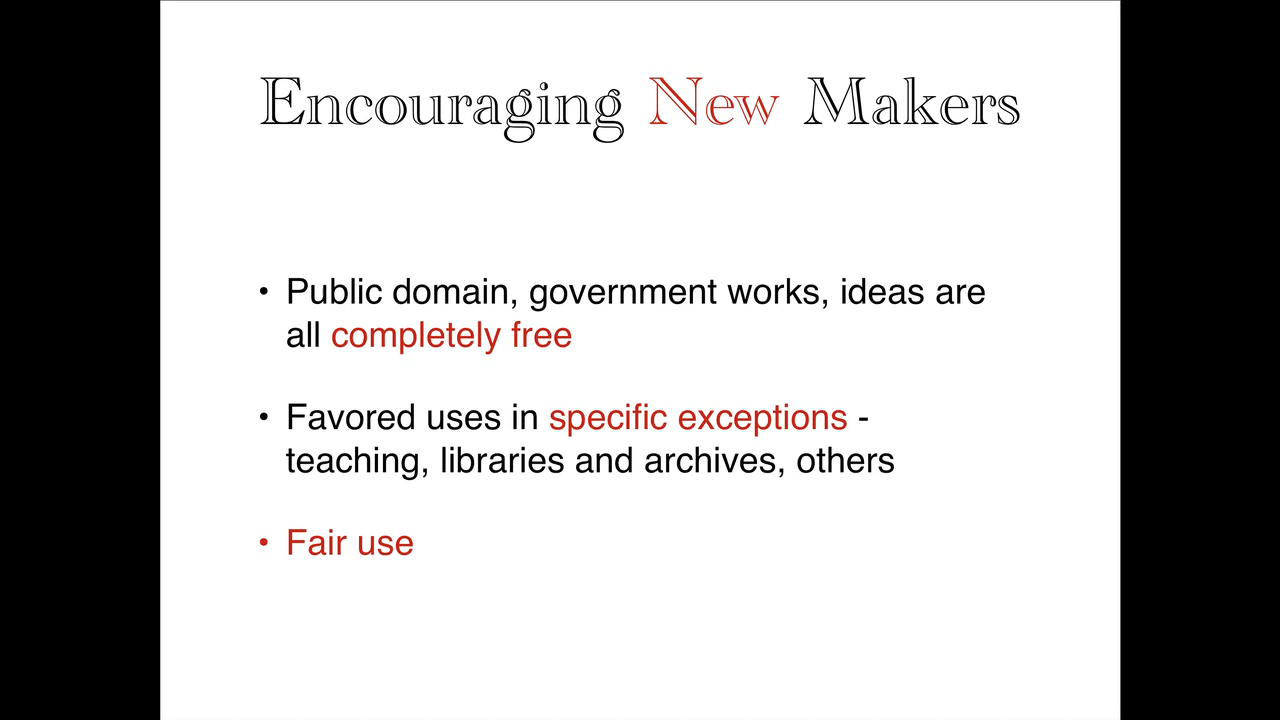 Encouraging New Makers
• Public domain, government works, ideas are
all completely free
• Favored uses in specific exceptions -
teaching, libraries and archives, others
• Fair use